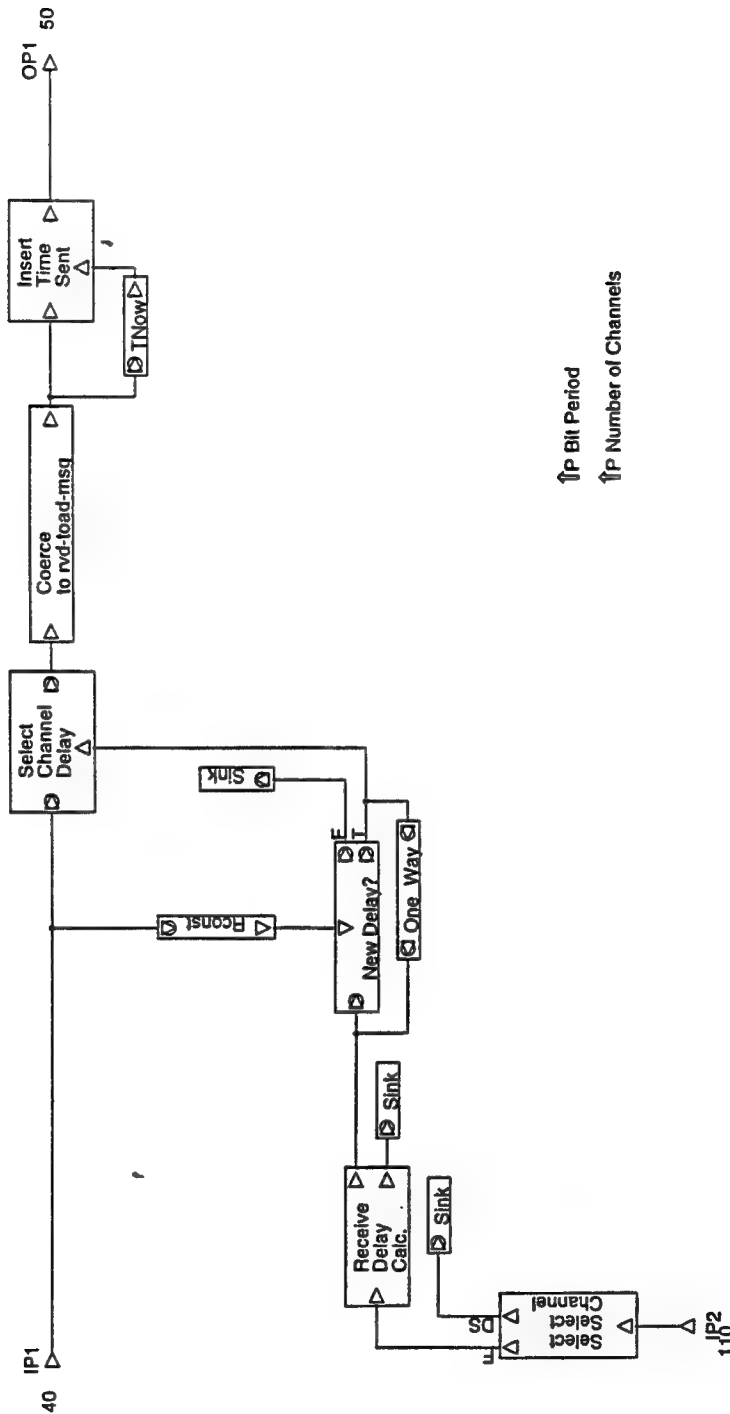 IP1
40
Select
Channel
Delay
Coerce
to rvd-toad-msg
Insert
Time
Sent
TNow
OP1
50
Rconst
Sink
New Delay?
F
T
One Way
Receive
Delay
Calc.
Sink
Sink
Select
Select
Channel
F
DS
IP2
110
⇑P Bit Period
⇑P Number of Channels